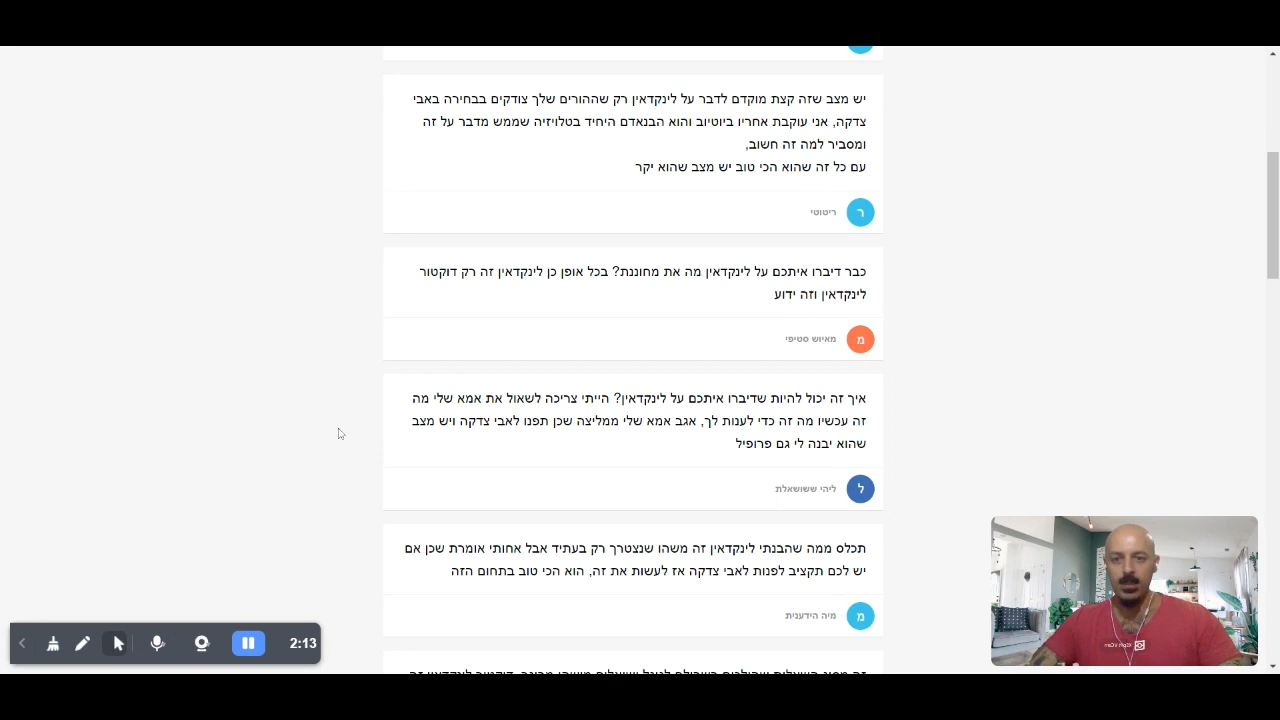 יש מצב שזה קצת מוקדם לדבר על לינקדאין רק שההורים שלך צודקים בבחירה באבי
צדקה, אני עוקבת אחריו ביוטיוב והוא הבנאדם היחיד בטלויזיה שממש מדבר על זה
ומסביר למה זה חשוב,
עם כל זה שהוא הכי טוב יש מצב שהוא יקר
ר
ריטוטי
כבר דיברו איתכם על לינקדאין מה את מחוננת? בכל אופן כן לינקדאין זה רק דוקטור
לינקדאין וזה ידוע
מ
מאיוש סטיפי
איך זה יכול להיות שדיברו איתכם על לינקדאין? הייתי צריכה לשאול את אמא שלי מה
זה עכשיו מה זה כדי לענות לך, אגב אמא שלי ממליצה שכן תפנו לאבי צדקה ויש מצב
שהוא יבנה לי גם פרופיל
ל
ליהי ששושאלת
תכלס ממה שהבנתי לינקדאין זה משהו שנצטרך רק בעתיד אבל אחותי אומרת שכן אם
יש לכם תקציב לפנות לאבי צדקה אז לעשות את זה, הוא הכי טוב בתחום הזה
מ
מיה הידענית
2:13